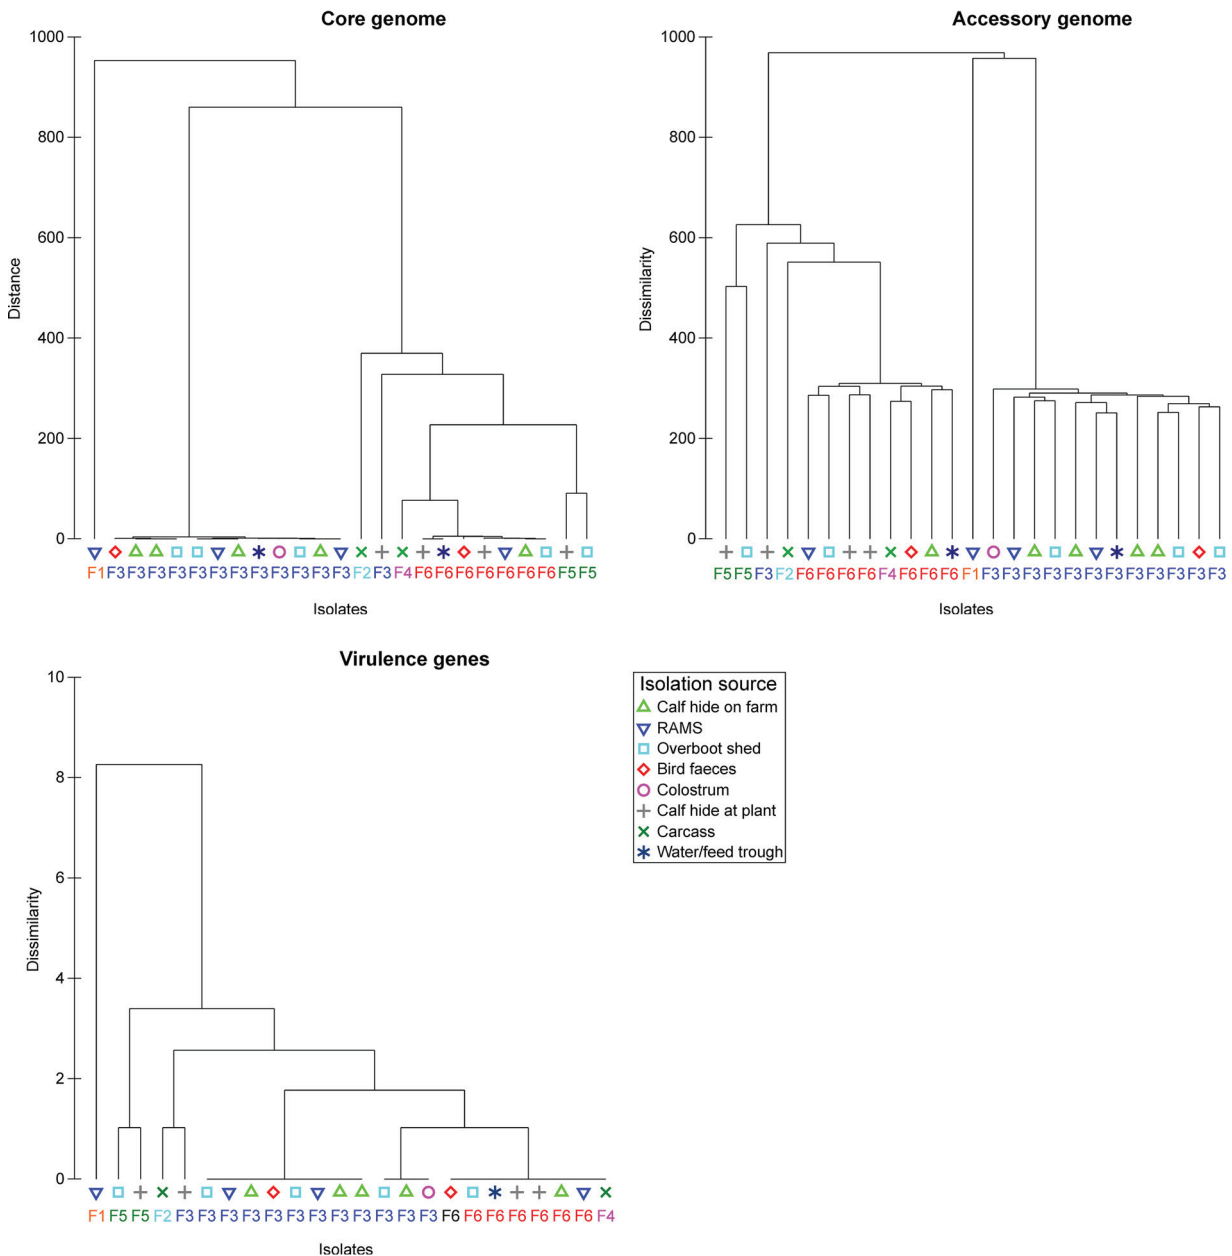 Core genome
1000
800
600
400
200
0
Distance
F1 F3 F3 F3 F3 F3 F3 F3 F3 F3 F3 F3 F3 F2 F3 F4 F6 F6 F6 F6 F6 F6 F6 F5 F5
Isolates
Accessory genome
1000
800
600
400
200
0
Dissimilarity
F5 F5 F3 F2 F6 F6 F6 F6 F4 F6 F6 F6 F1 F3 F3 F3 F3 F3 F3 F3 F3 F3 F3 F3 F3
Isolates
Virulence genes
10
8
6
4
2
0
Dissimilarity
F1 F5 F5 F2 F3 F3 F3 F3 F3 F3 F3 F3 F3 F3 F3 F3 F6 F6 F6 F6 F6 F6 F6 F4
Isolates
Isolation source
Calf hide on farm
RAMS
Overboot shed
Bird faeces
Colostrum
Calf hide at plant
Carcass
Water/feed trough